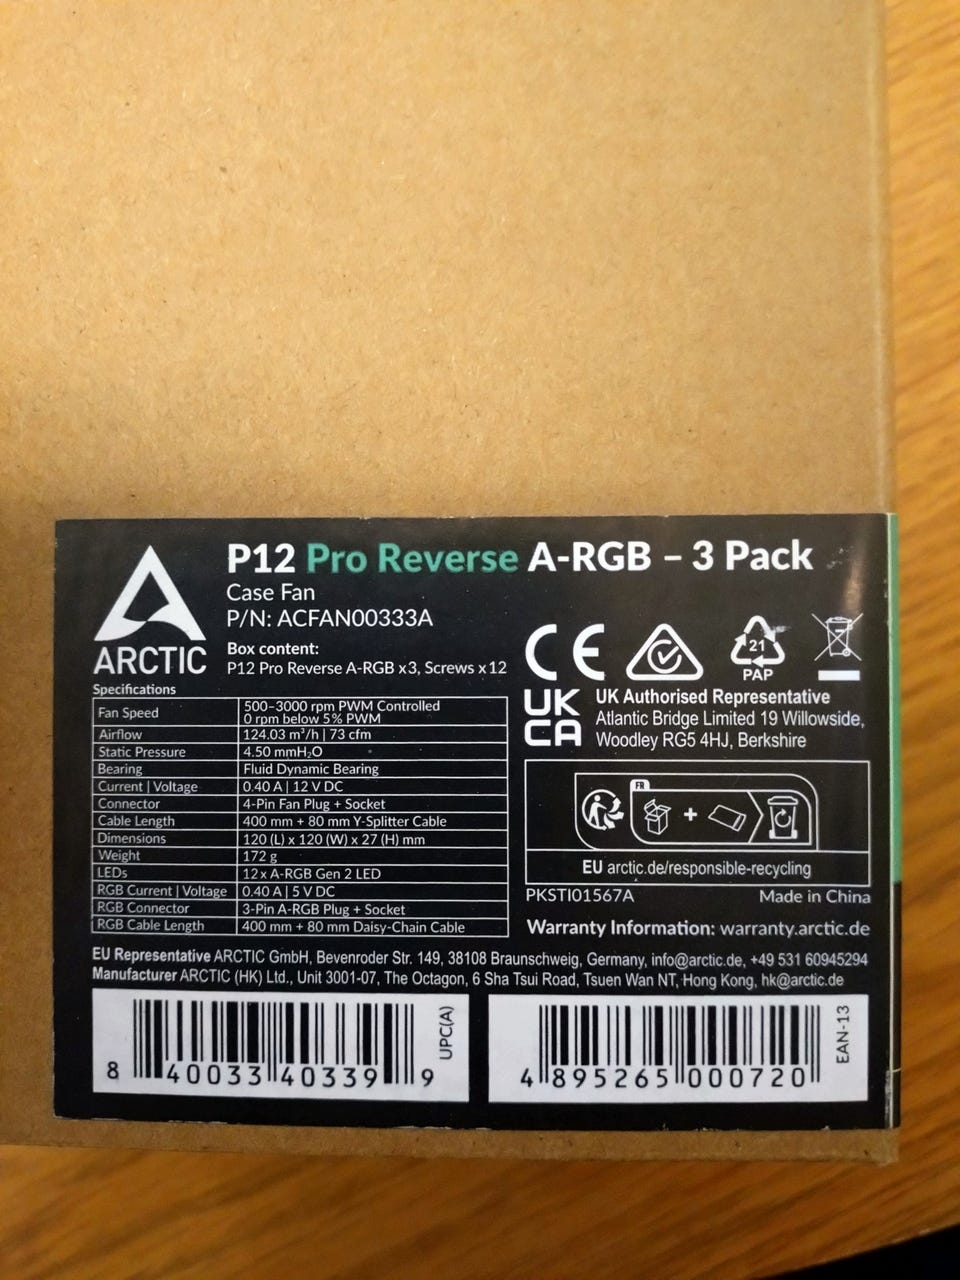 P12 Pro Reverse A-RGB – 3 Pack
Case Fan
P/N: ACFAN00333A
ARCTIC
Box content:
P12 Pro Reverse A-RGB x3, Screws x12
Specifications
Fan Speed 500–3000 rpm PWM Controlled
0 rpm below 5% PWM
Airflow 124.03 m³/h | 73 cfm
Static Pressure 4.50 mmH₂O
Bearing Fluid Dynamic Bearing
Current | Voltage 0.40 A | 12 V DC
Connector 4-Pin Fan Plug + Socket
Cable Length 400 mm + 80 mm Y-Splitter Cable
Dimensions 120 (L) x 120 (W) x 27 (H) mm
Weight 172 g
LEDs 12x A-RGB Gen 2 LED
RGB Current | Voltage 0.40 A | 5 V DC
RGB Connector 3-Pin A-RGB Plug + Socket
RGB Cable Length 400 mm + 80 mm Daisy-Chain Cable
CE
21
PAP
UK
CA
UK Authorised Representative
Atlantic Bridge Limited 19 Willowside,
Woodley RG5 4HJ, Berkshire
FR
+
EU arctic.de/responsible-recycling
PKSTI01567A Made in China
Warranty Information: warranty.arctic.de
EU Representative ARCTIC GmbH, Bevenroder Str. 149, 38108 Braunschweig, Germany, info@arctic.de, +49 531 60945294
Manufacturer ARCTIC (HK) Ltd., Unit 3001-07, The Octagon, 6 Sha Tsui Road, Tsuen Wan NT, Hong Kong, hk@arctic.de
8 40033 40339 9
UPC(A)
4 895265 000720
EAN-13